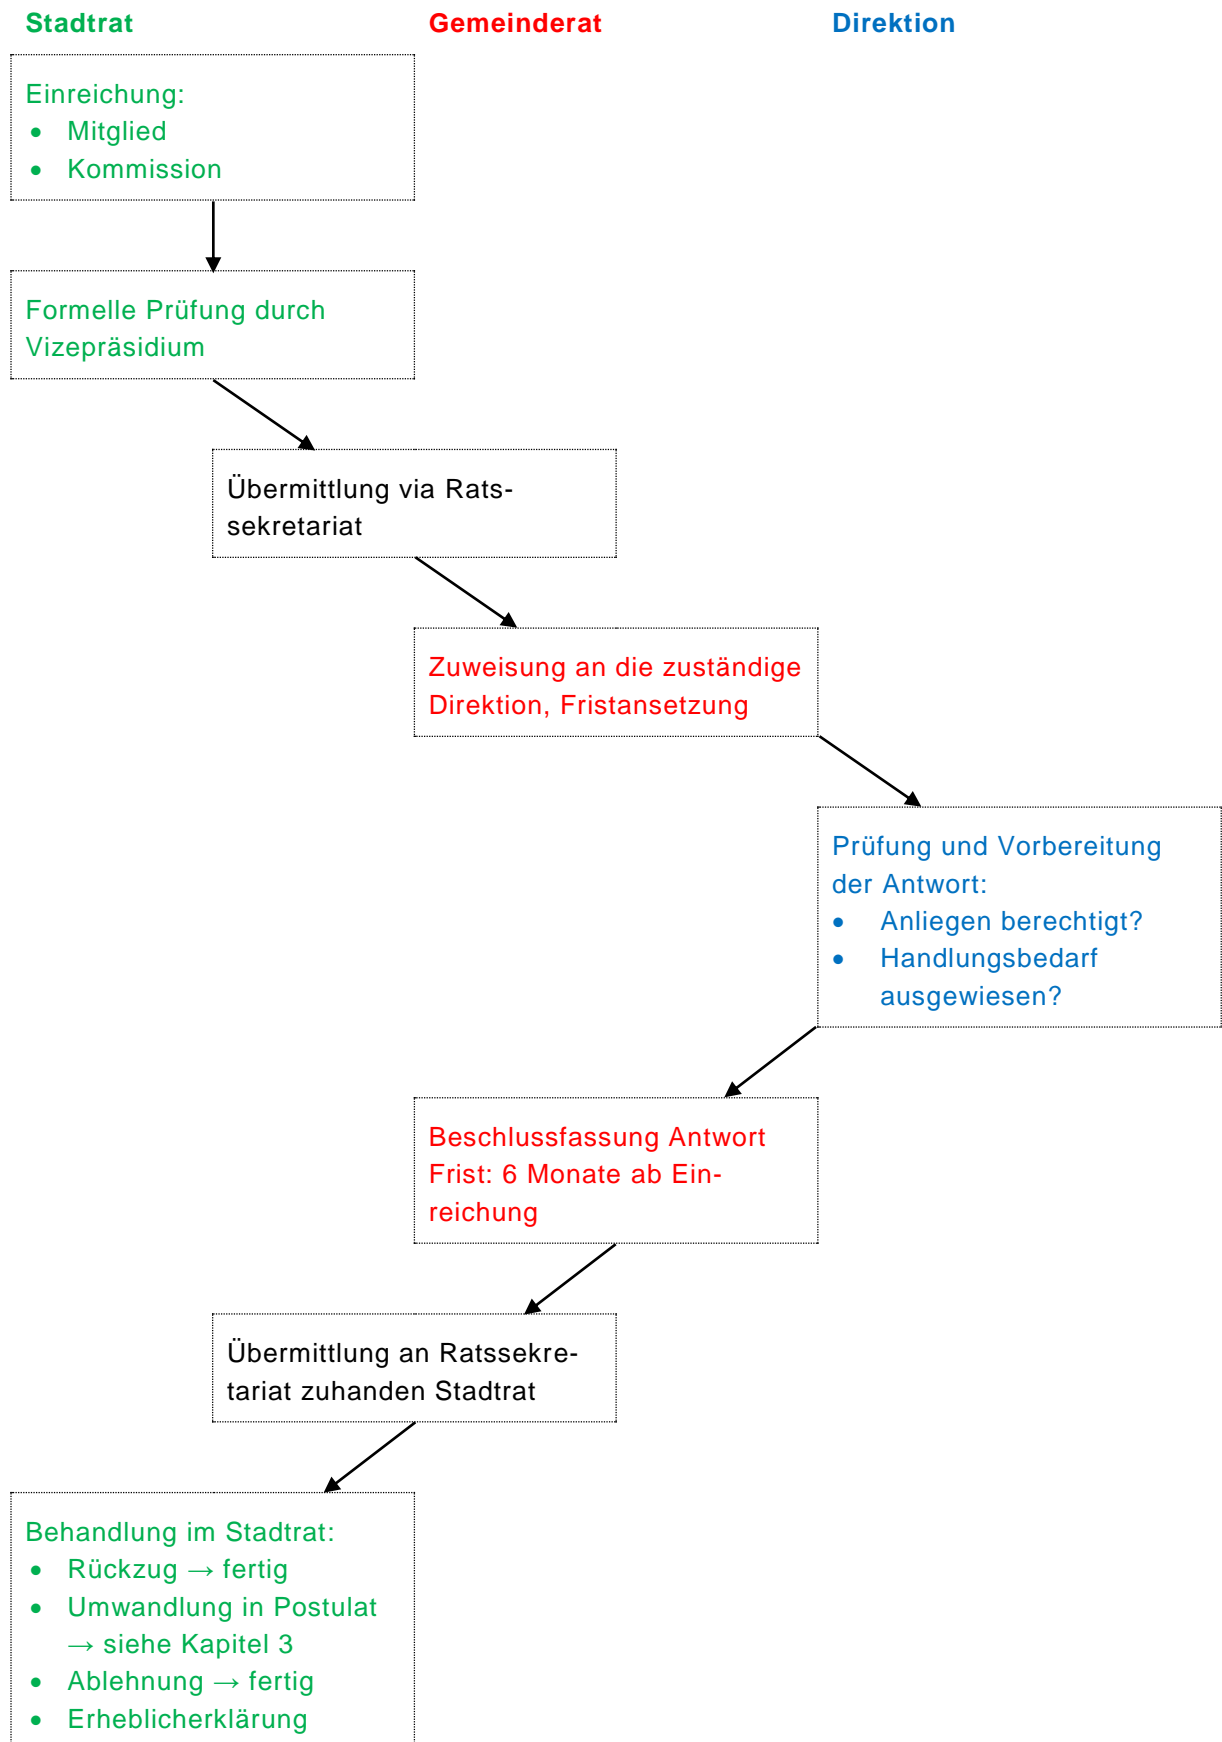 Stadtrat Gemeinderat Direktion
Einreichung:
• Mitglied
• Kommission
Formelle Prüfung durch
Vizepräsidium
Übermittlung via Rats-
sekretariat
Zuweisung an die zuständige
Direktion, Fristansetzung
Prüfung und Vorbereitung
der Antwort:
• Anliegen berechtigt?
• Handlungsbedarf
ausgewiesen?
Beschlussfassung Antwort
Frist: 6 Monate ab Ein-
reichung
Übermittlung an Ratssekre-
tariat zuhanden Stadtrat
Behandlung im Stadtrat:
• Rückzug → fertig
• Umwandlung in Postulat
→ siehe Kapitel 3
• Ablehnung → fertig
• Erheblicherklärung